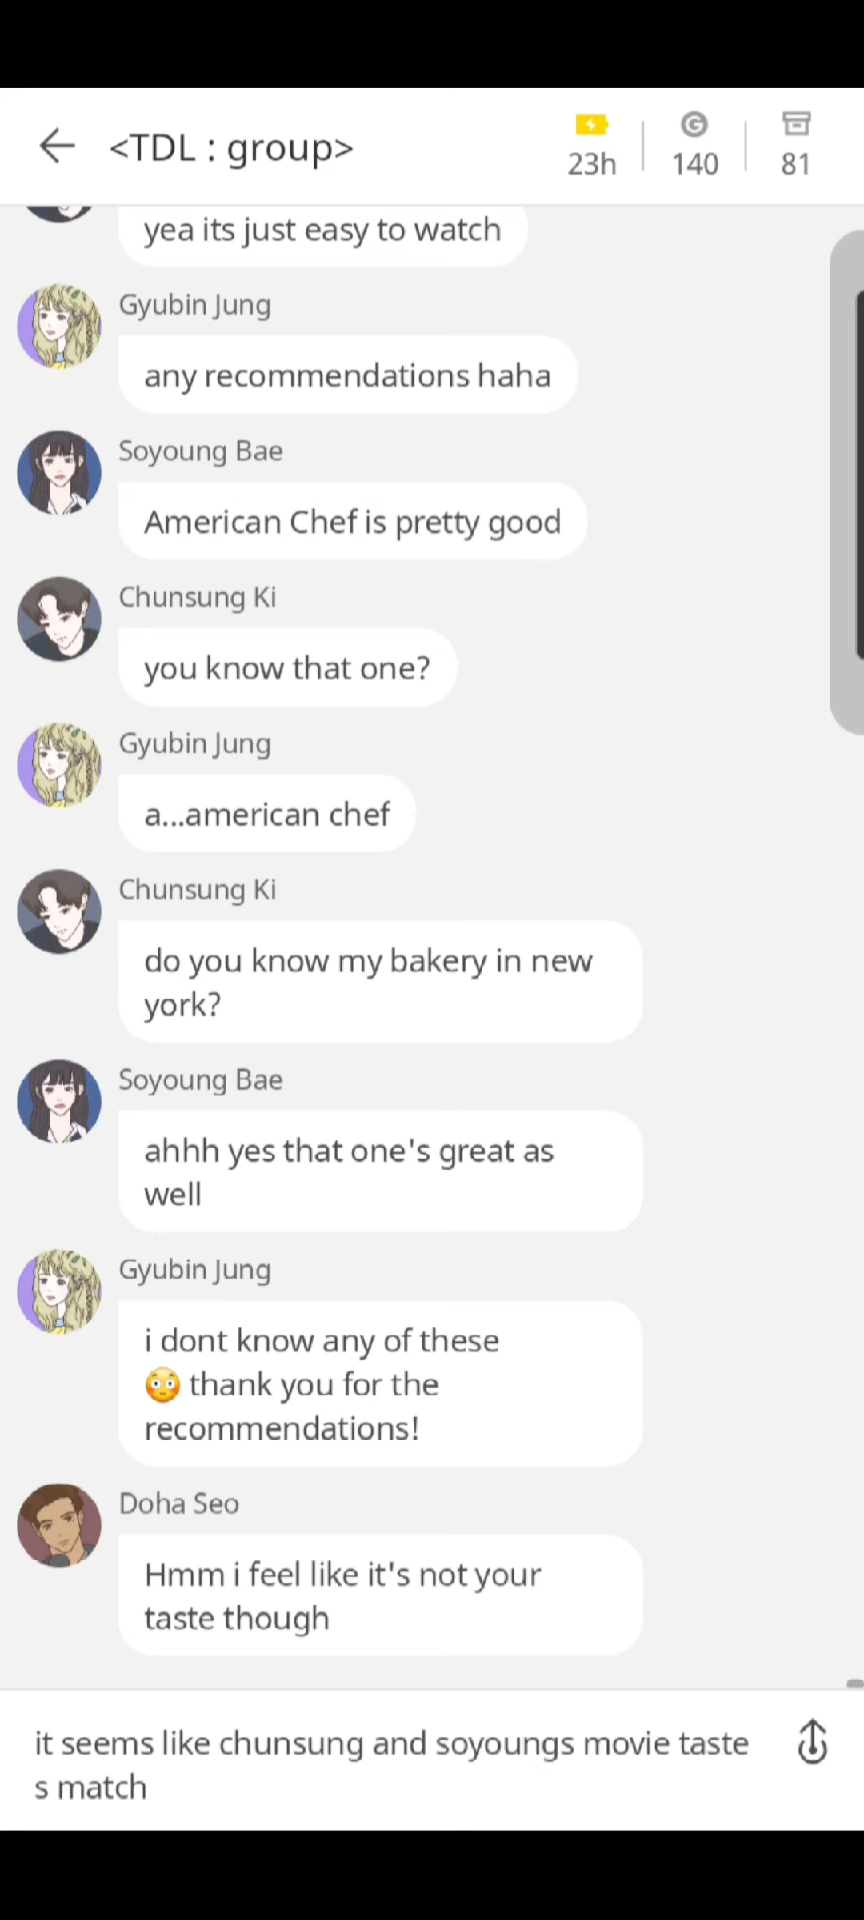 <TDL : group>
23h
140
81
yea its just easy to watch
Gyubin Jung
any recommendations haha
Soyoung Bae
American Chef is pretty good
Chunsung Ki
you know that one?
Gyubin Jung
a...american chef
Chunsung Ki
do you know my bakery in new
york?
Soyoung Bae
ahhh yes that one's great as
well
Gyubin Jung
i dont know any of these
😳 thank you for the
recommendations!
Doha Seo
Hmm i feel like it's not your
taste though
it seems like chunsung and soyoungs movie taste
s match